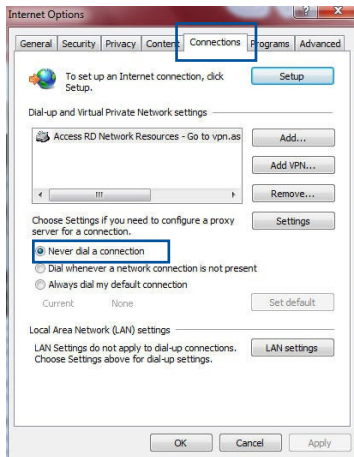 Internet Options
General Security Privacy Content Connections Programs Advanced
To set up an Internet connection, click
Setup.
Setup
Dial-up and Virtual Private Network settings
Access RD Network Resources - Go to vpn.as
Add...
Add VPN...
Remove...
Choose Settings if you need to configure a proxy
server for a connection.
Settings
Never dial a connection
Dial whenever a network connection is not present
Always dial my default connection
Current None
Set default
Local Area Network (LAN) settings
LAN Settings do not apply to dial-up connections.
Choose Settings above for dial-up settings.
LAN settings
OK Cancel Apply